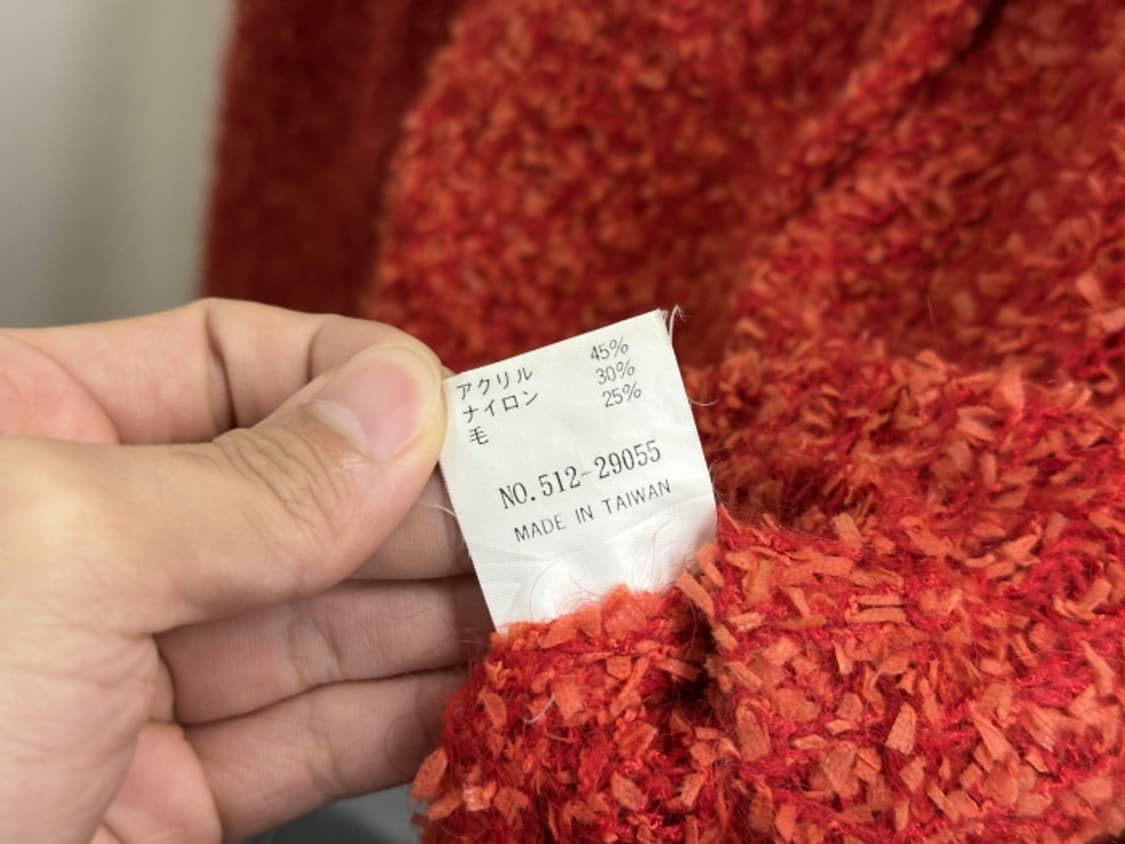 アクリル 45%
ナイロン 30%
毛 25%
NO.512-29055
MADE IN TAIWAN